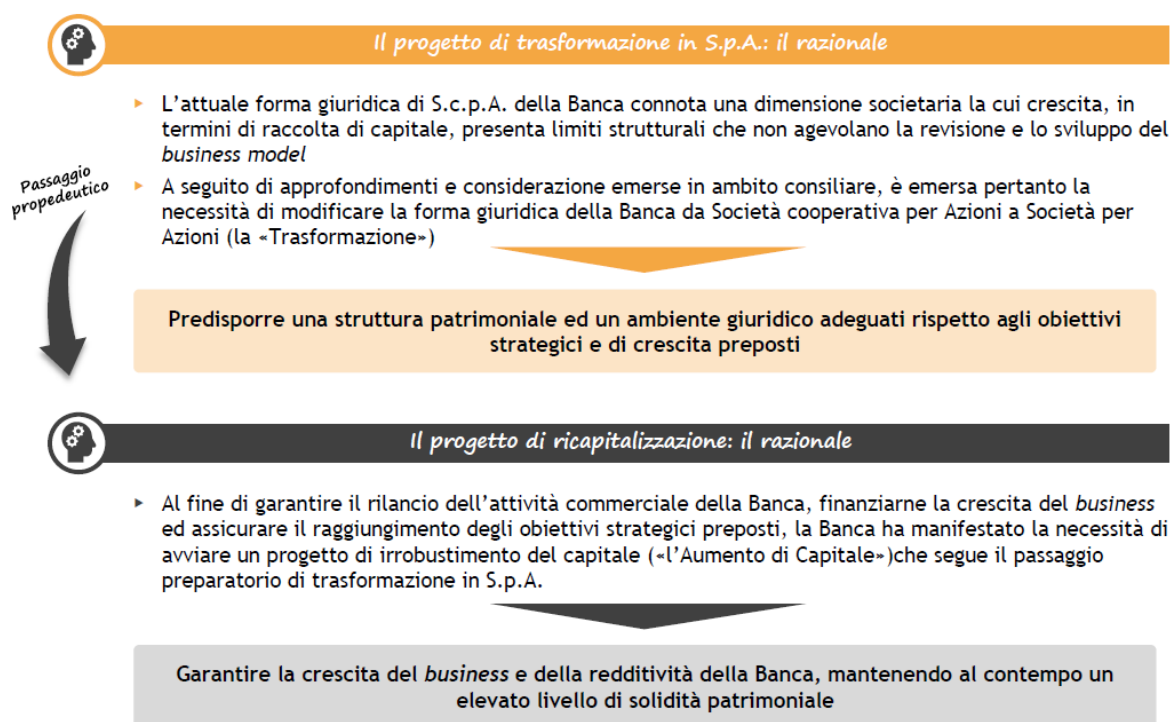 Il progetto di trasformazione in S.p.A.: il razionale
▸ L'attuale forma giuridica di S.c.p.A. della Banca connota una dimensione societaria la cui crescita, in
termini di raccolta di capitale, presenta limiti strutturali che non agevolano la revisione e lo sviluppo del
business model
Passaggio
propedeutico
▸ A seguito di approfondimenti e considerazione emerse in ambito consiliare, è emersa pertanto la
necessità di modificare la forma giuridica della Banca da Società cooperativa per Azioni a Società per
Azioni (la «Trasformazione»)
Predisporre una struttura patrimoniale ed un ambiente giuridico adeguati rispetto agli obiettivi
strategici e di crescita preposti
Il progetto di ricapitalizzazione: il razionale
▸ Al fine di garantire il rilancio dell'attività commerciale della Banca, finanziarne la crescita del business
ed assicurare il raggiungimento degli obiettivi strategici preposti, la Banca ha manifestato la necessità di
avviare un progetto di irrobustimento del capitale («l'Aumento di Capitale»)che segue il passaggio
preparatorio di trasformazione in S.p.A.
Garantire la crescita del business e della redditività della Banca, mantenendo al contempo un
elevato livello di solidità patrimoniale